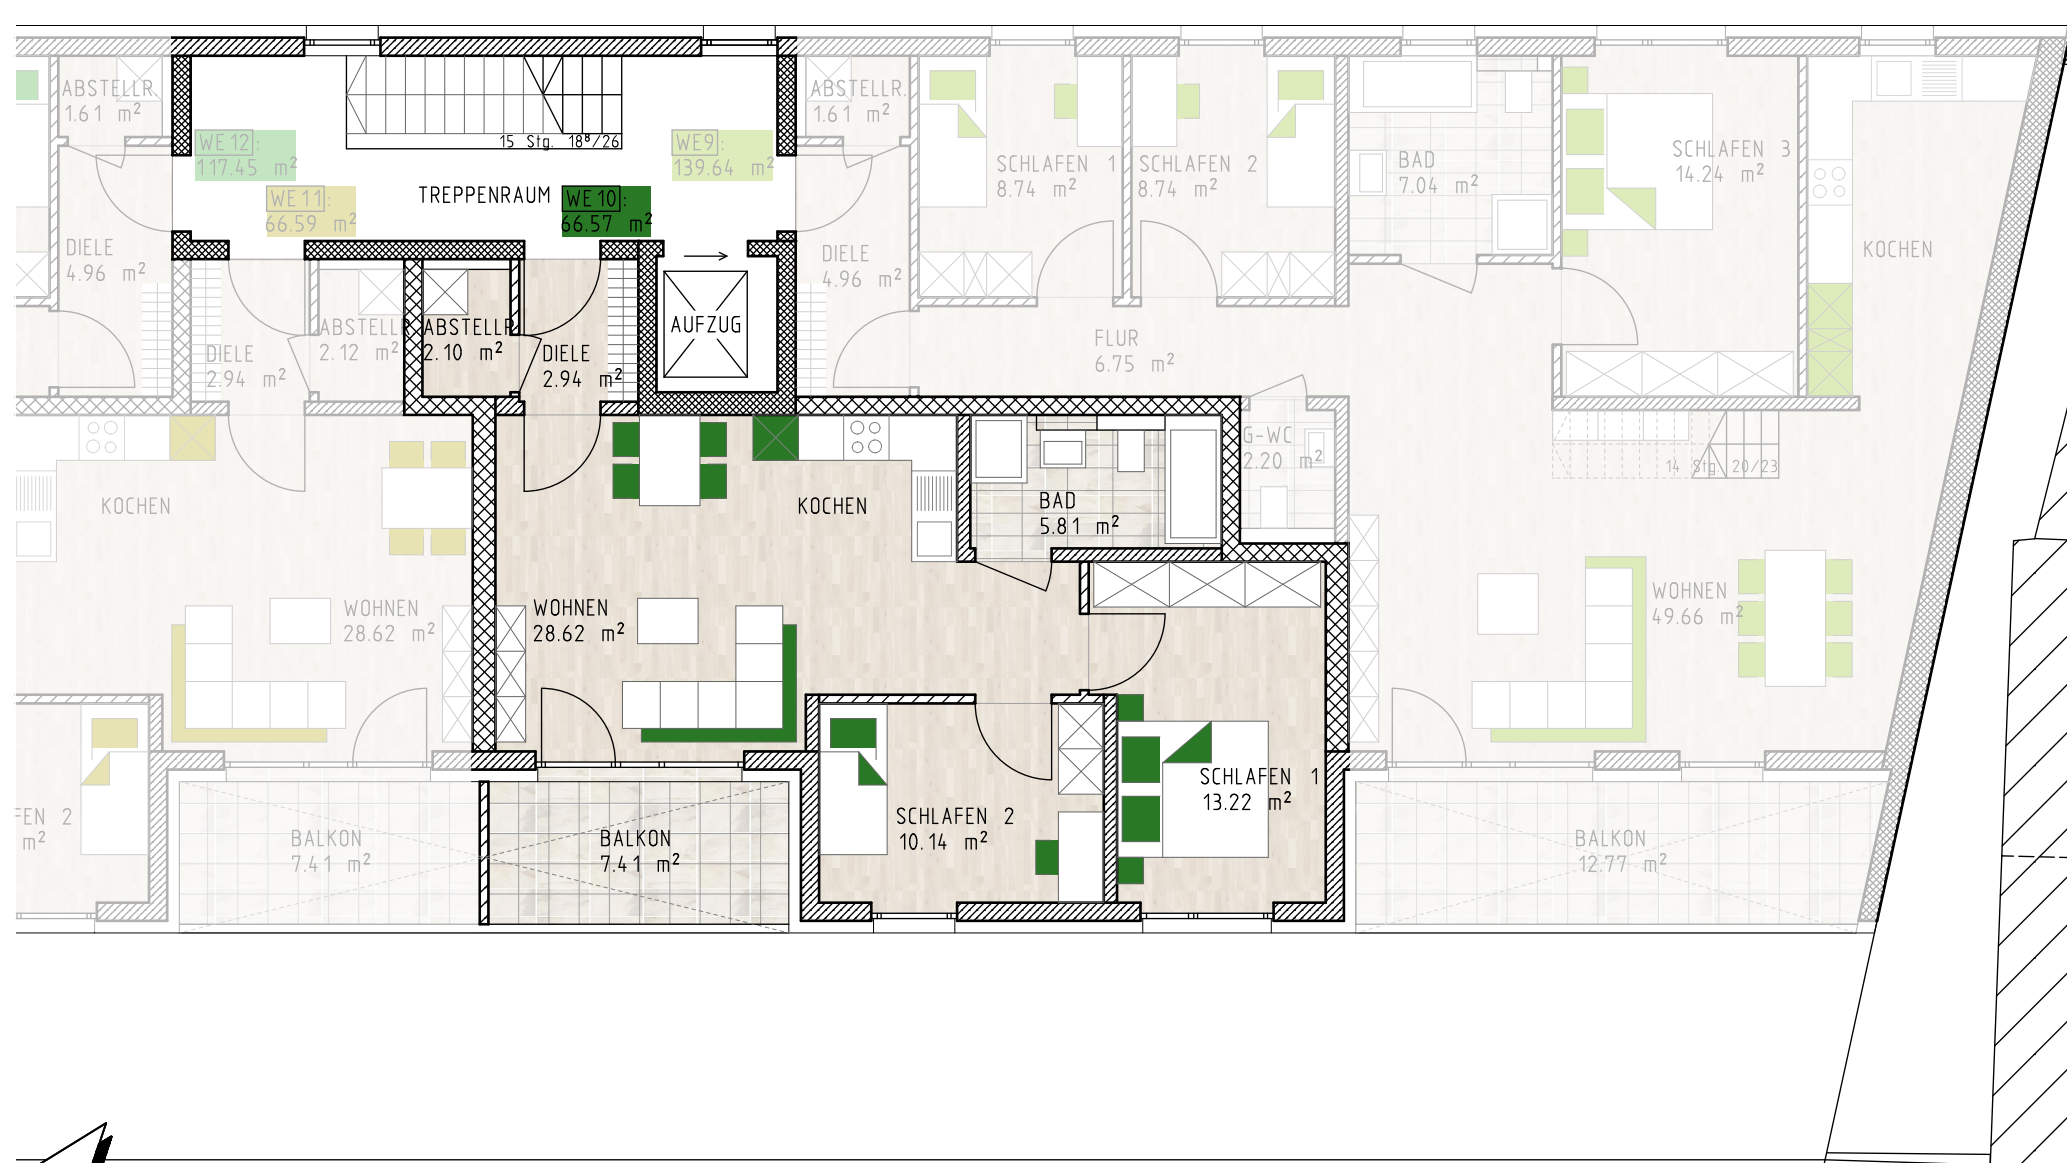 ABSTELLR.
1.61 m²
WE12:
117.45 m²
WE11:
66.59 m²
15 Stg. 18⁸/26
TREPPENRAUM
WE10:
66.57 m²
WE9:
139.64 m²
ABSTELLR.
1.61 m²
SCHLAFEN 1
8.74 m²
SCHLAFEN 2
8.74 m²
BAD
7.04 m²
SCHLAFEN 3
14.24 m²
KOCHEN
DIELE
4.96 m²
DIELE
4.96 m²
DIELE
2.94 m²
ABSTELLR.
2.12 m²
ABSTELLR.
2.10 m²
DIELE
2.94 m²
AUFZUG
FLUR
6.75 m²
G-WC
2.20 m²
14 Stg. 20/23
KOCHEN
KOCHEN
BAD
5.81 m²
WOHNEN
28.62 m²
WOHNEN
28.62 m²
WOHNEN
49.66 m²
FEN 2
m²
BALKON
7.41 m²
BALKON
7.41 m²
SCHLAFEN 2
10.14 m²
SCHLAFEN 1
13.22 m²
BALKON
12.77 m²